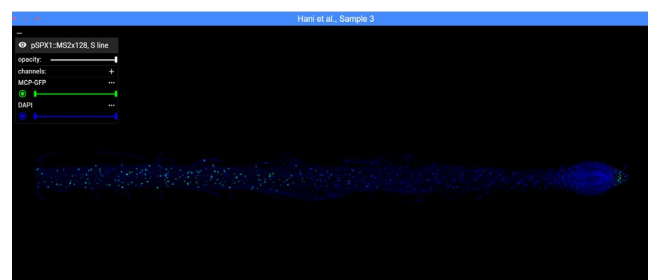 Hani et al., Sample 3
pSPX1::MS2x128, S line
opacity:
channels: +
MCP-GFP ...
DAPI ...